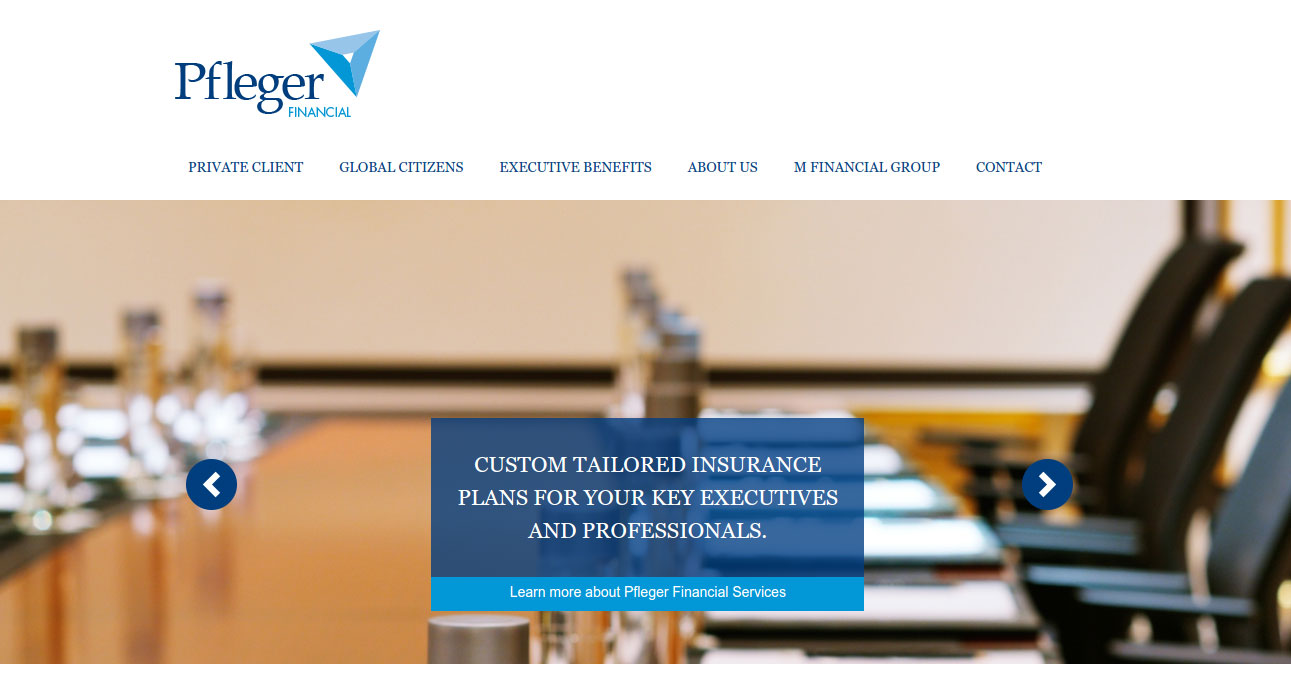 Pfleger
FINANCIAL
PRIVATE CLIENT GLOBAL CITIZENS EXECUTIVE BENEFITS ABOUT US M FINANCIAL GROUP CONTACT
CUSTOM TAILORED INSURANCE
PLANS FOR YOUR KEY EXECUTIVES
AND PROFESSIONALS.
Learn more about Pfleger Financial Services